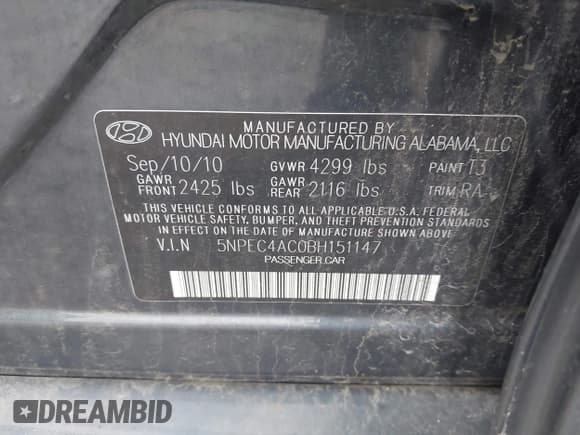 MANUFACTURED BY
HYUNDAI MOTOR MANUFACTURING ALABAMA, LLC
Sep/10/10 GVWR 4299 lbs PAINT T3
GAWR FRONT 2425 lbs GAWR REAR 2116 lbs TRIM RA
THIS VEHICLE CONFORMS TO ALL APPLICABLE U.S.A. FEDERAL
MOTOR VEHICLE SAFETY, BUMPER, AND THEFT PREVENTION STANDARDS
IN EFFECT ON THE DATE OF MANUFACTURE SHOWN ABOVE.
V.I.N 5NPEC4AC0BH151147
PASSENGER CAR
DREAMBID